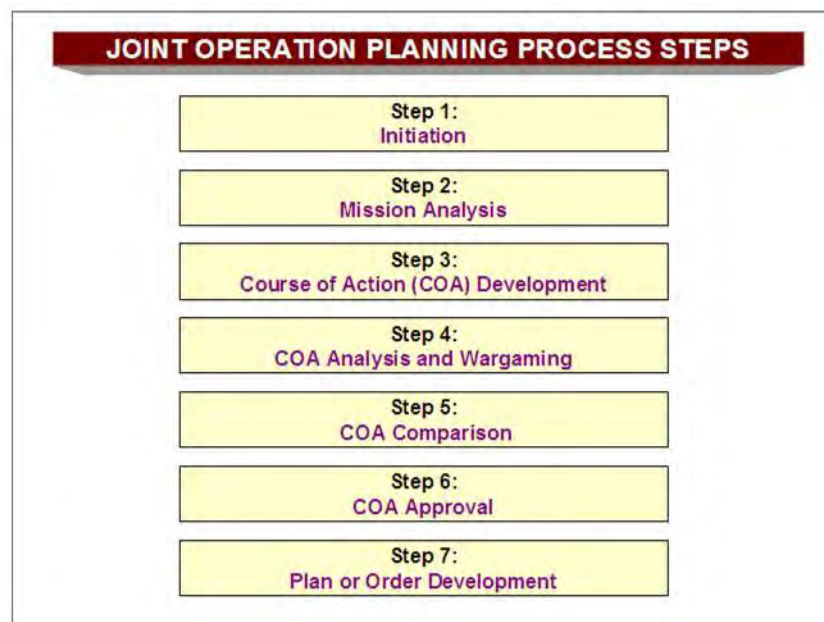 JOINT OPERATION PLANNING PROCESS STEPS
Step 1:
Initiation
Step 2:
Mission Analysis
Step 3:
Course of Action (COA) Development
Step 4:
COA Analysis and Wargaming
Step 5:
COA Comparison
Step 6:
COA Approval
Step 7:
Plan or Order Development